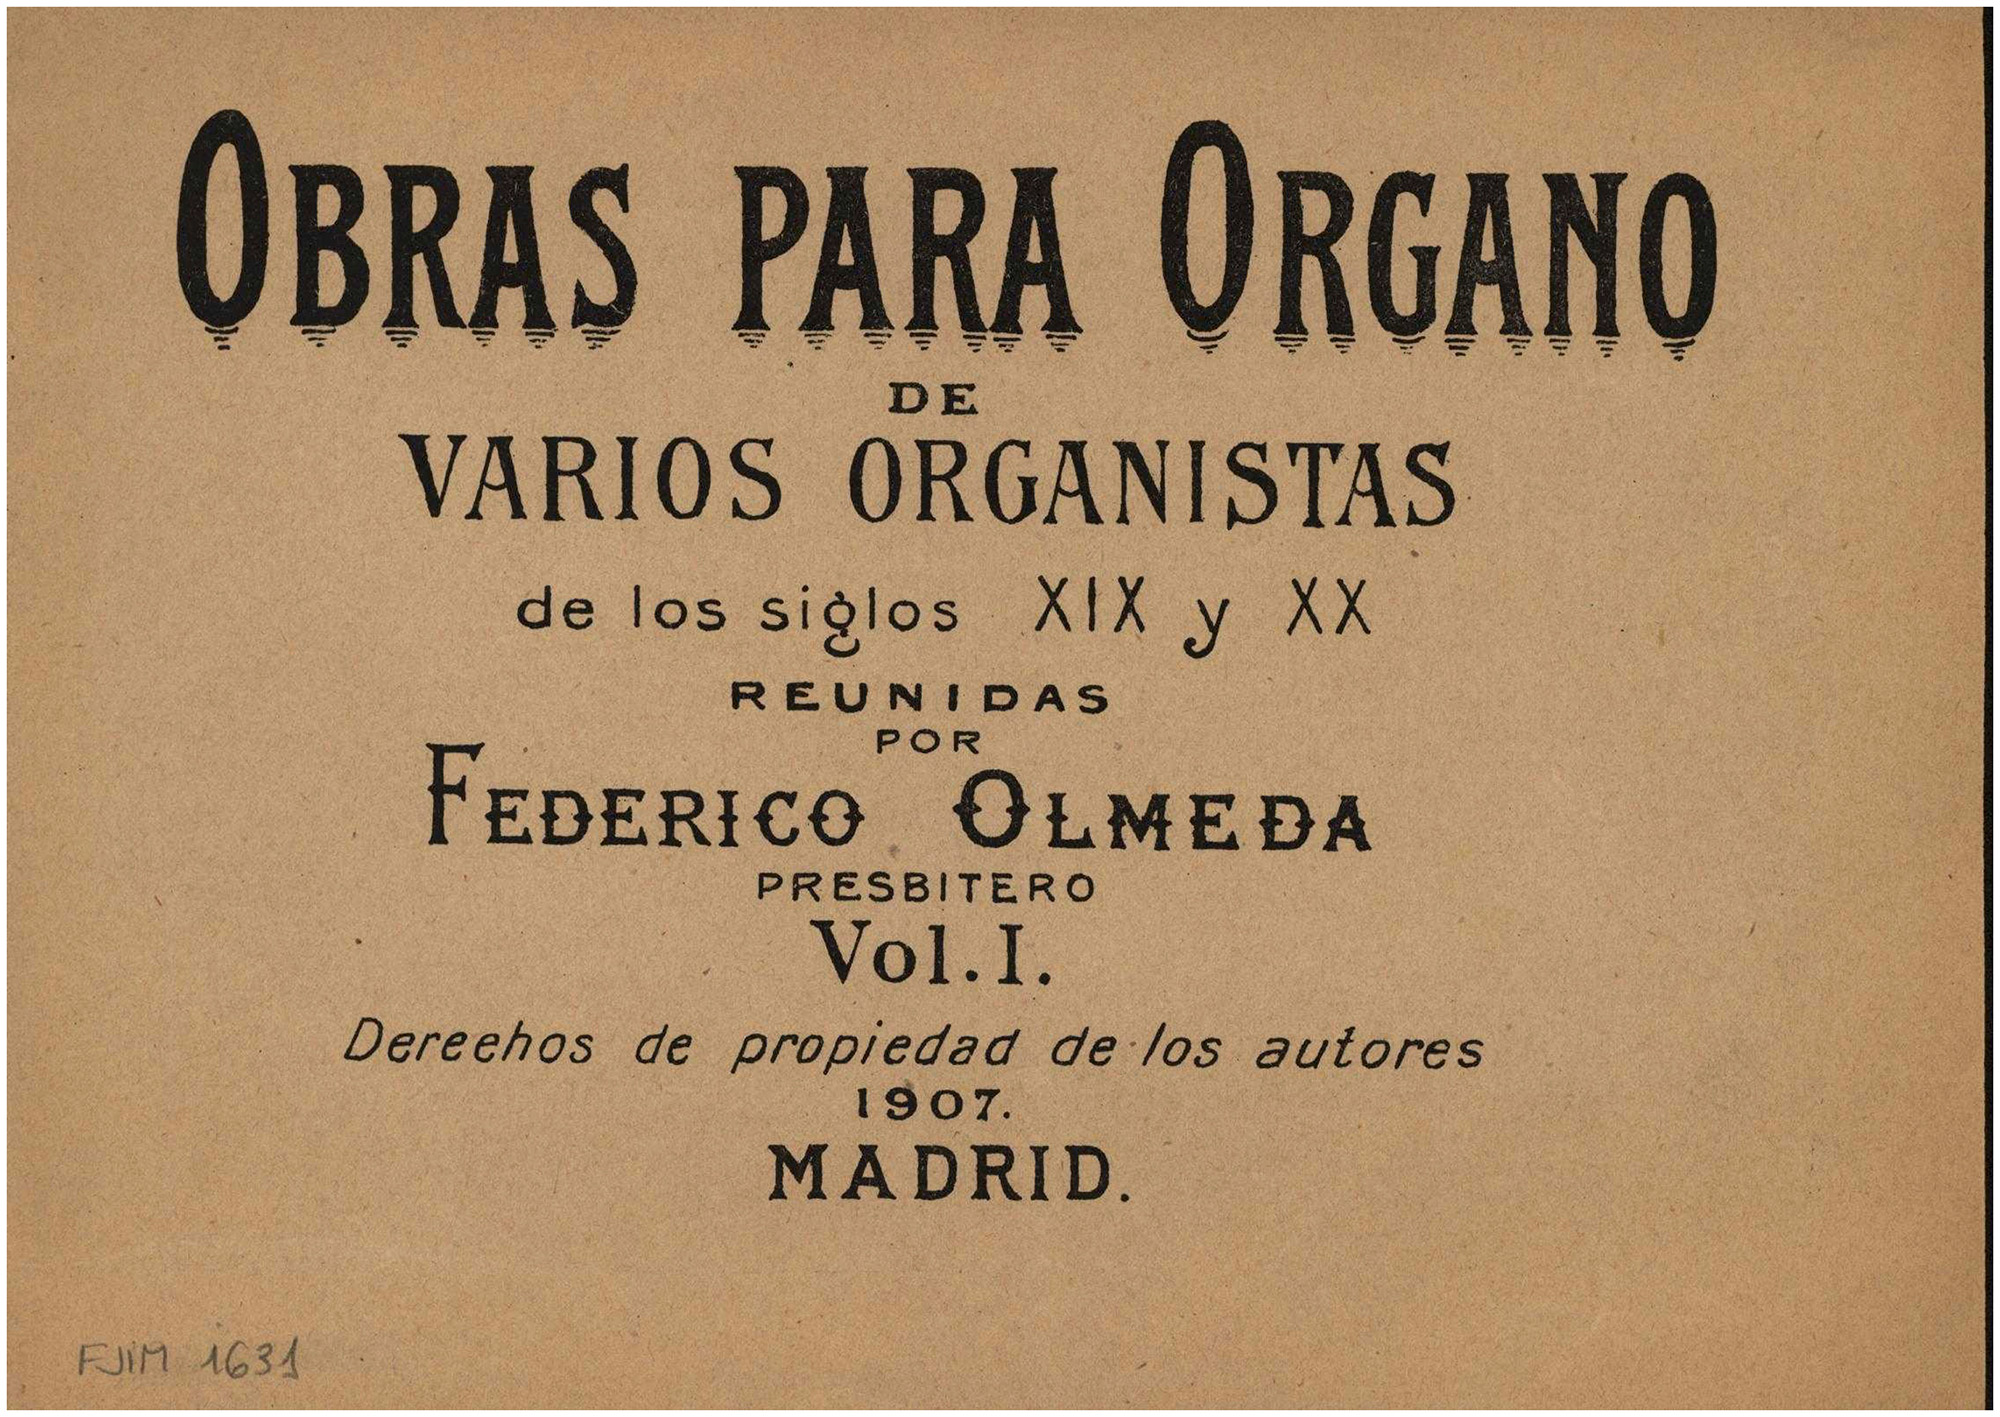 OBRAS PARA ORGANO
DE
VARIOS ORGANISTAS
de los siglos XIX y XX
REUNIDAS
POR
FEDERICO OLMEDA
PRESBITERO
Vol. I.
Dereehos de propiedad de los autores
1907.
MADRID.
FJIM 1631